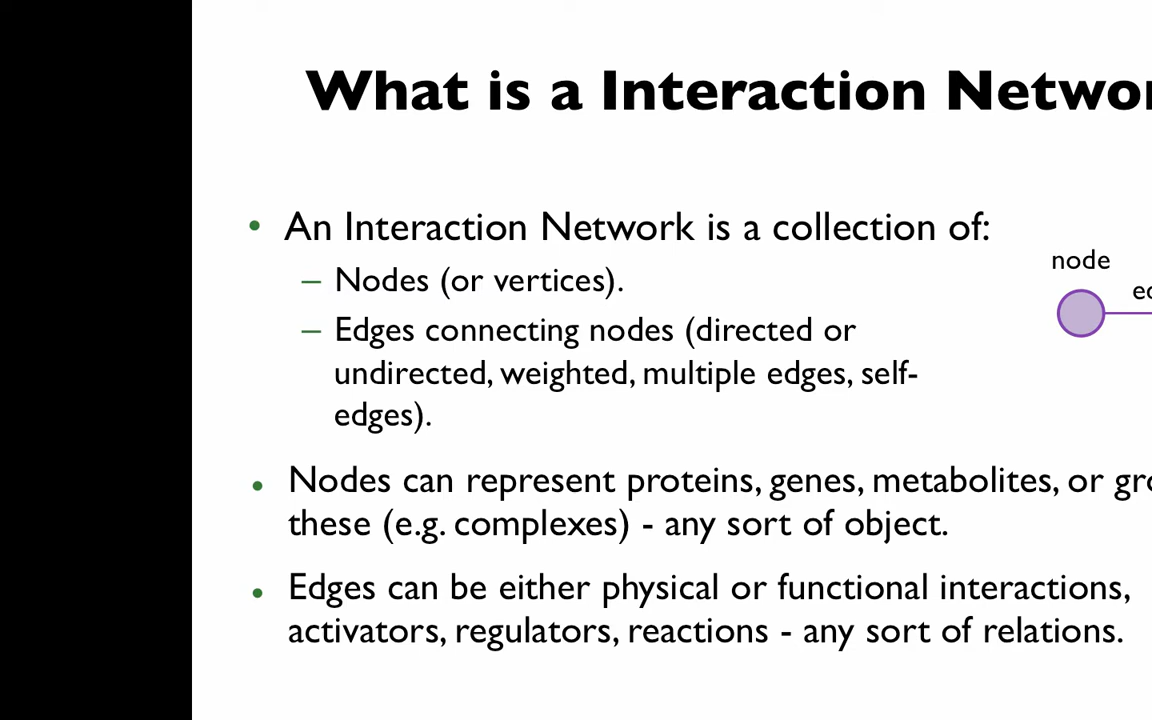 What is a Interaction
• An Interaction Network is a collection of:
– Nodes (or vertices).
– Edges connecting nodes (directed or
undirected, weighted, multiple edges, self-
edges).
node
• Nodes can represent proteins, genes, metabolites, or
these (e.g. complexes) - any sort of object.
• Edges can be either physical or functional interactions,
activators, regulators, reactions - any sort of relations.